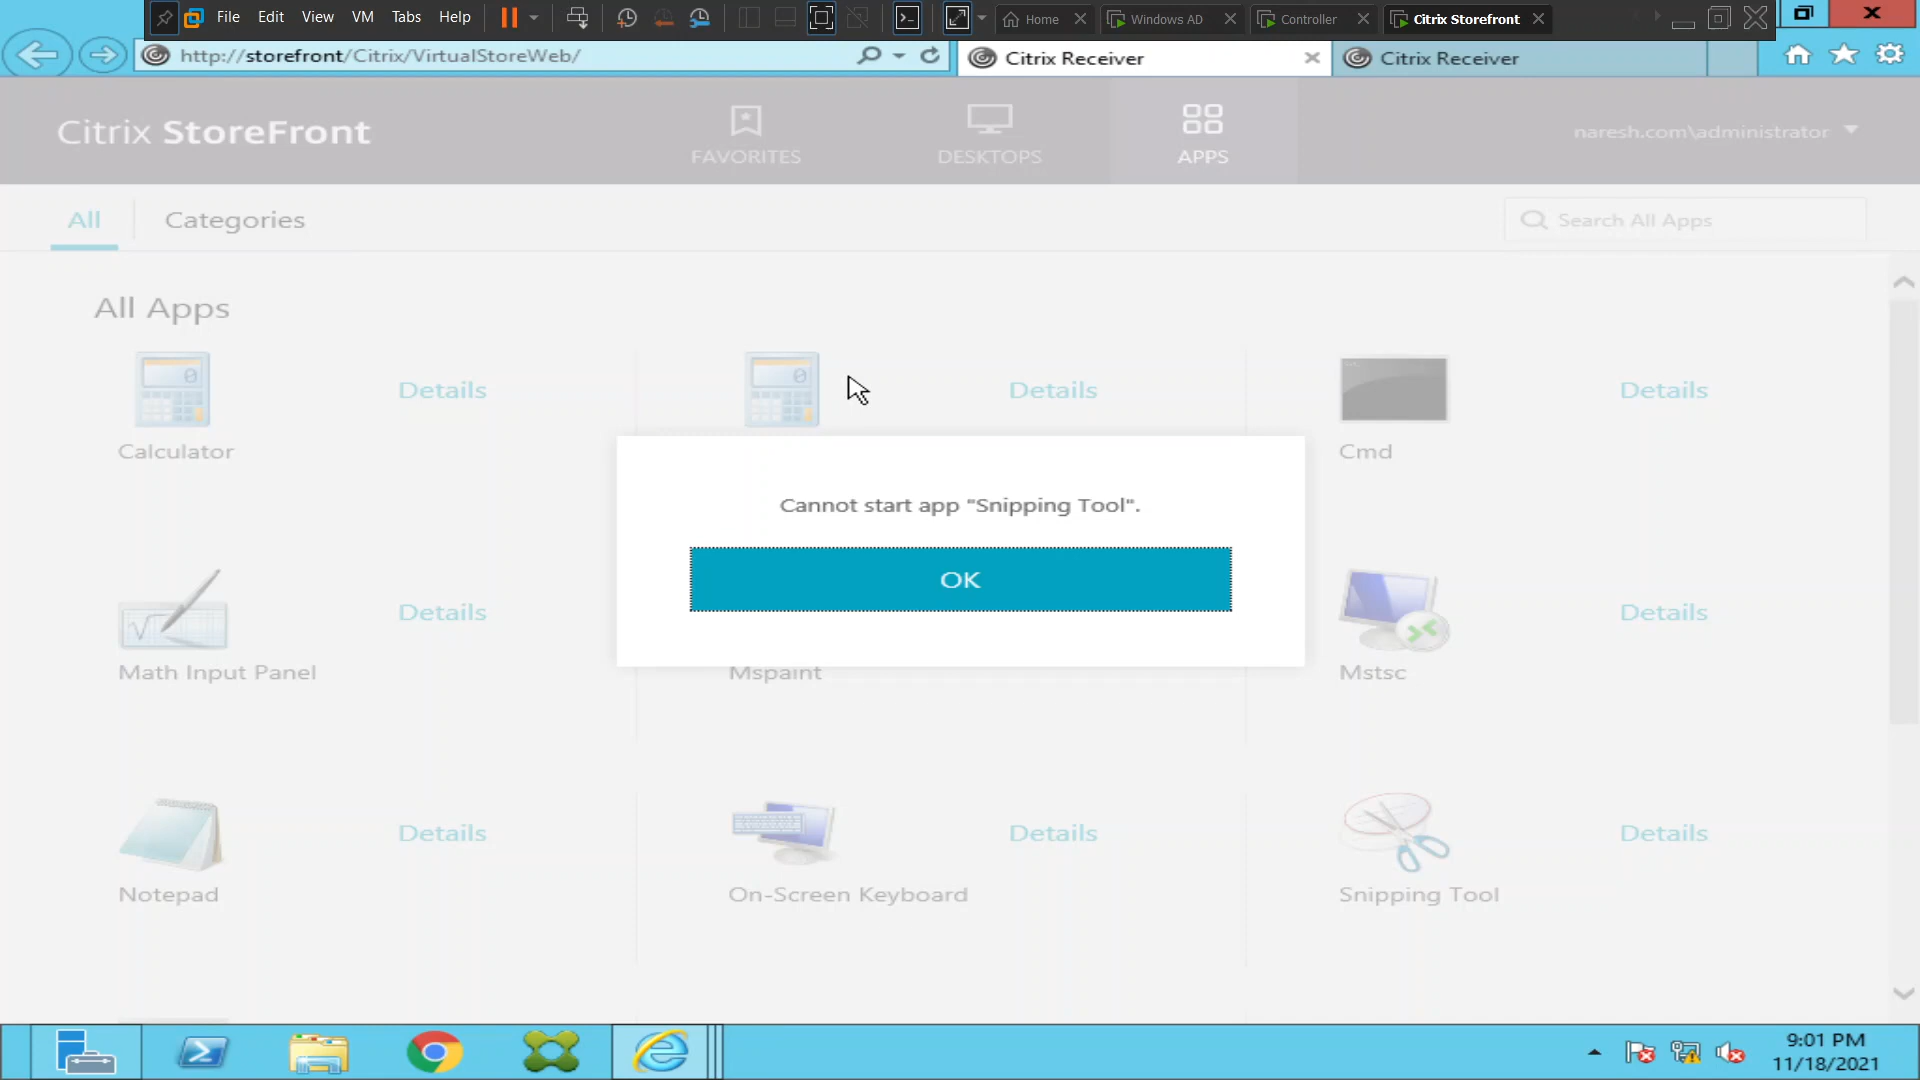 File Edit View VM Tabs Help
Home Windows AD Controller Citrix Storefront
http://storefront/Citrix/VirtualStoreWeb/
Citrix Receiver
Citrix Receiver
Citrix StoreFront
FAVORITES
DESKTOPS
APPS
naresh.com\administrator
All
Categories
Search All Apps
All Apps
Details
Details
Details
Calculator
Cmd
Cannot start app "Snipping Tool".
OK
Details
Details
Math Input Panel
Mspaint
Mstsc
Details
Details
Details
Notepad
On-Screen Keyboard
Snipping Tool
9:01 PM
11/18/2021